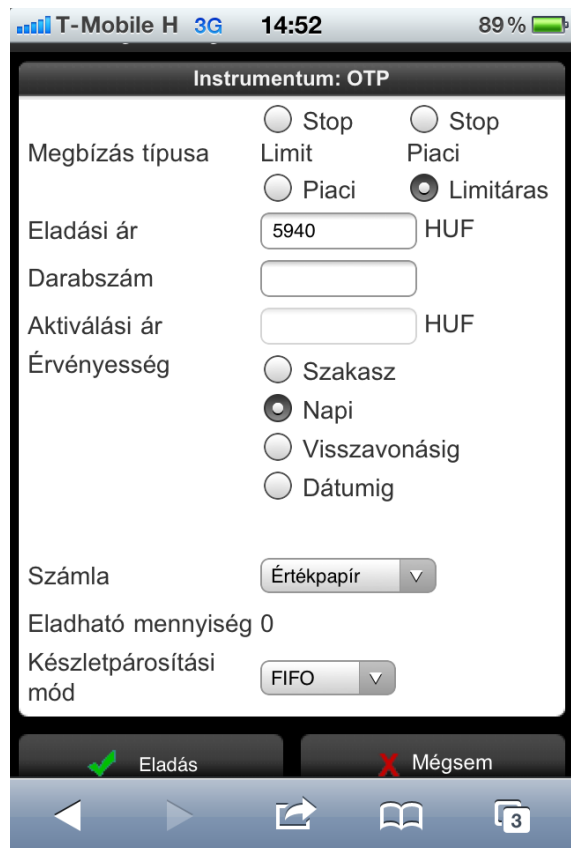 T-Mobile H 3G 14:52 89 %
Instrumentum: OTP
Megbízás típusa
Stop Limit
Stop Piaci
Piaci
Limitáras
Eladási ár 5940 HUF
Darabszám
Aktiválási ár HUF
Érvényesség
Szakasz
Napi
Visszavonásig
Dátumig
Számla Értékpapír
Eladható mennyiség 0
Készletpárosítási
mód
FIFO
Eladás Mégsem
3